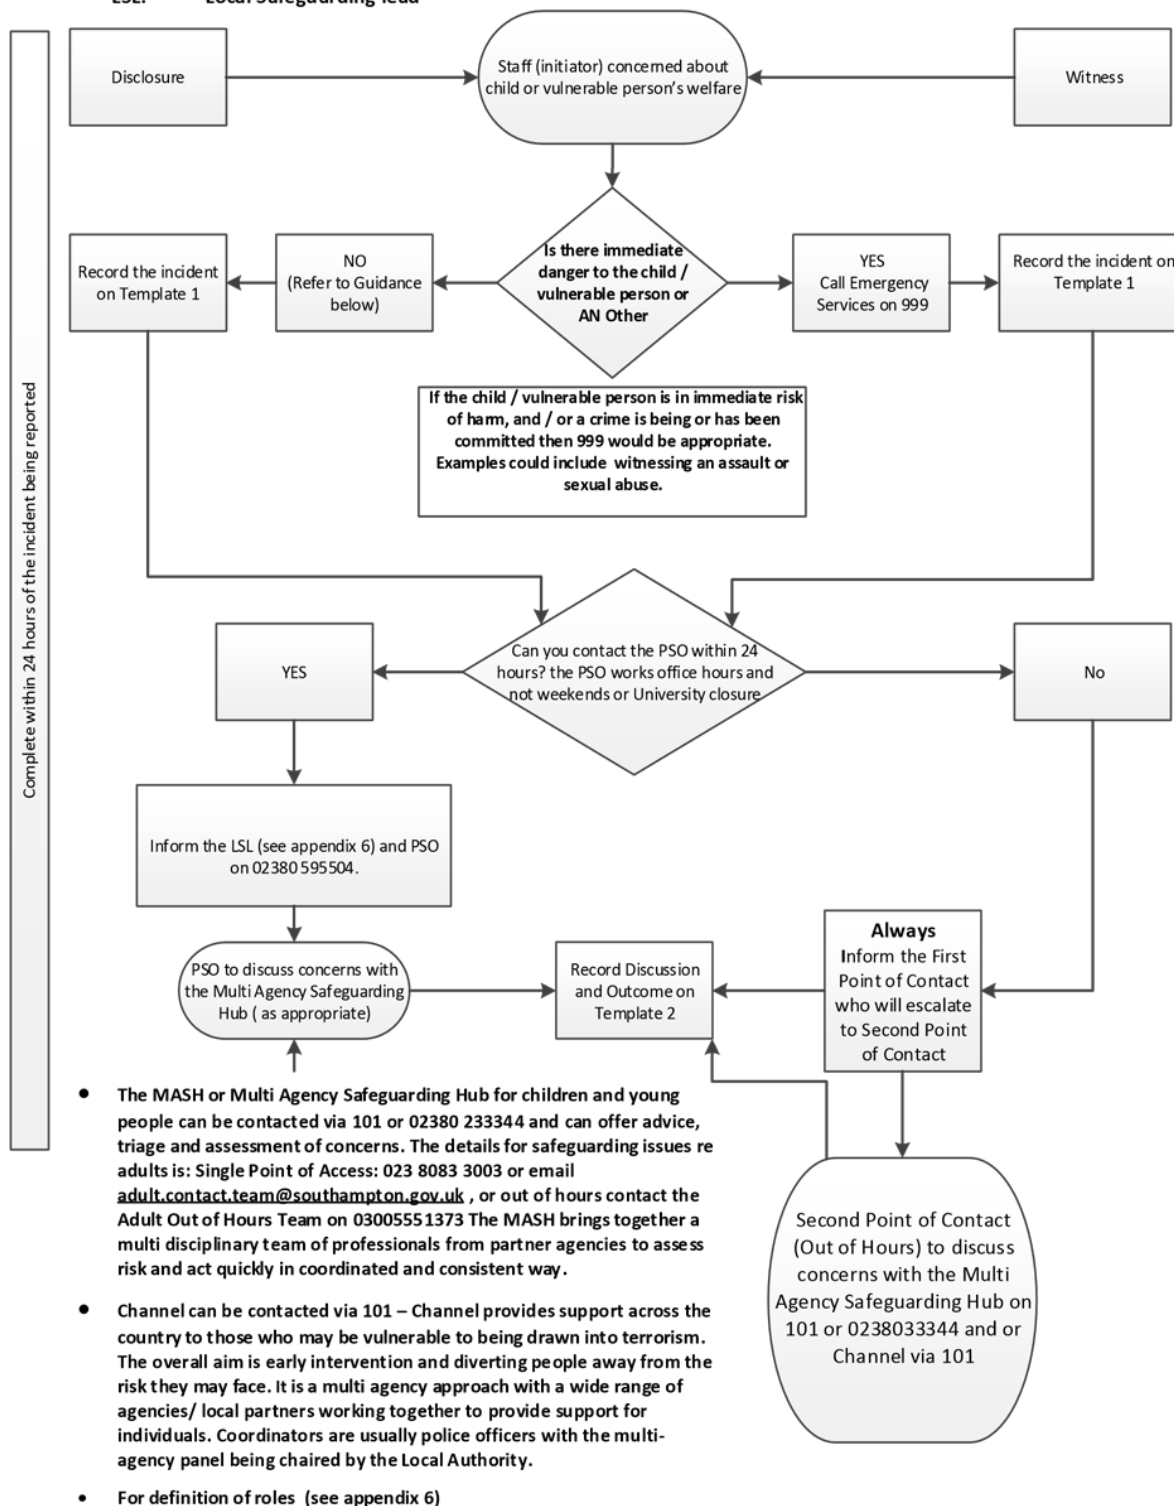 LSL: Local Safeguarding lead
Disclosure
Staff (initiator) concerned about
child or vulnerable person's welfare
Witness
Complete within 24 hours of the incident being reported
Record the incident
on Template 1
NO
(Refer to Guidance
below)
Is there immediate
danger to the child /
vulnerable person or
AN Other
YES
Call Emergency
Services on 999
Record the incident on
Template 1
If the child / vulnerable person is in immediate risk
of harm, and / or a crime is being or has been
committed then 999 would be appropriate.
Examples could include witnessing an assault or
sexual abuse.
YES
Can you contact the PSO within 24
hours? the PSO works office hours and
not weekends or University closure
No
Inform the LSL (see appendix 6) and PSO
on 02380 595504.
PSO to discuss concerns with
the Multi Agency Safeguarding
Hub ( as appropriate)
Record Discussion
and Outcome on
Template 2
Always
Inform the First
Point of Contact
who will escalate
to Second Point
of Contact
• The MASH or Multi Agency Safeguarding Hub for children and young
people can be contacted via 101 or 02380 233344 and can offer advice,
triage and assessment of concerns. The details for safeguarding issues re
adults is: Single Point of Access: 023 8083 3003 or email
adult.contact.team@southampton.gov.uk , or out of hours contact the
Adult Out of Hours Team on 03005551373 The MASH brings together a
multi disciplinary team of professionals from partner agencies to assess
risk and act quickly in coordinated and consistent way.
• Channel can be contacted via 101 – Channel provides support across the
country to those who may be vulnerable to being drawn into terrorism.
The overall aim is early intervention and diverting people away from the
risk they may face. It is a multi agency approach with a wide range of
agencies/ local partners working together to provide support for
individuals. Coordinators are usually police officers with the multi-
agency panel being chaired by the Local Authority.
• For definition of roles (see appendix 6)
Second Point of Contact
(Out of Hours) to discuss
concerns with the Multi
Agency Safeguarding Hub on
101 or 0238033344 and or
Channel via 101